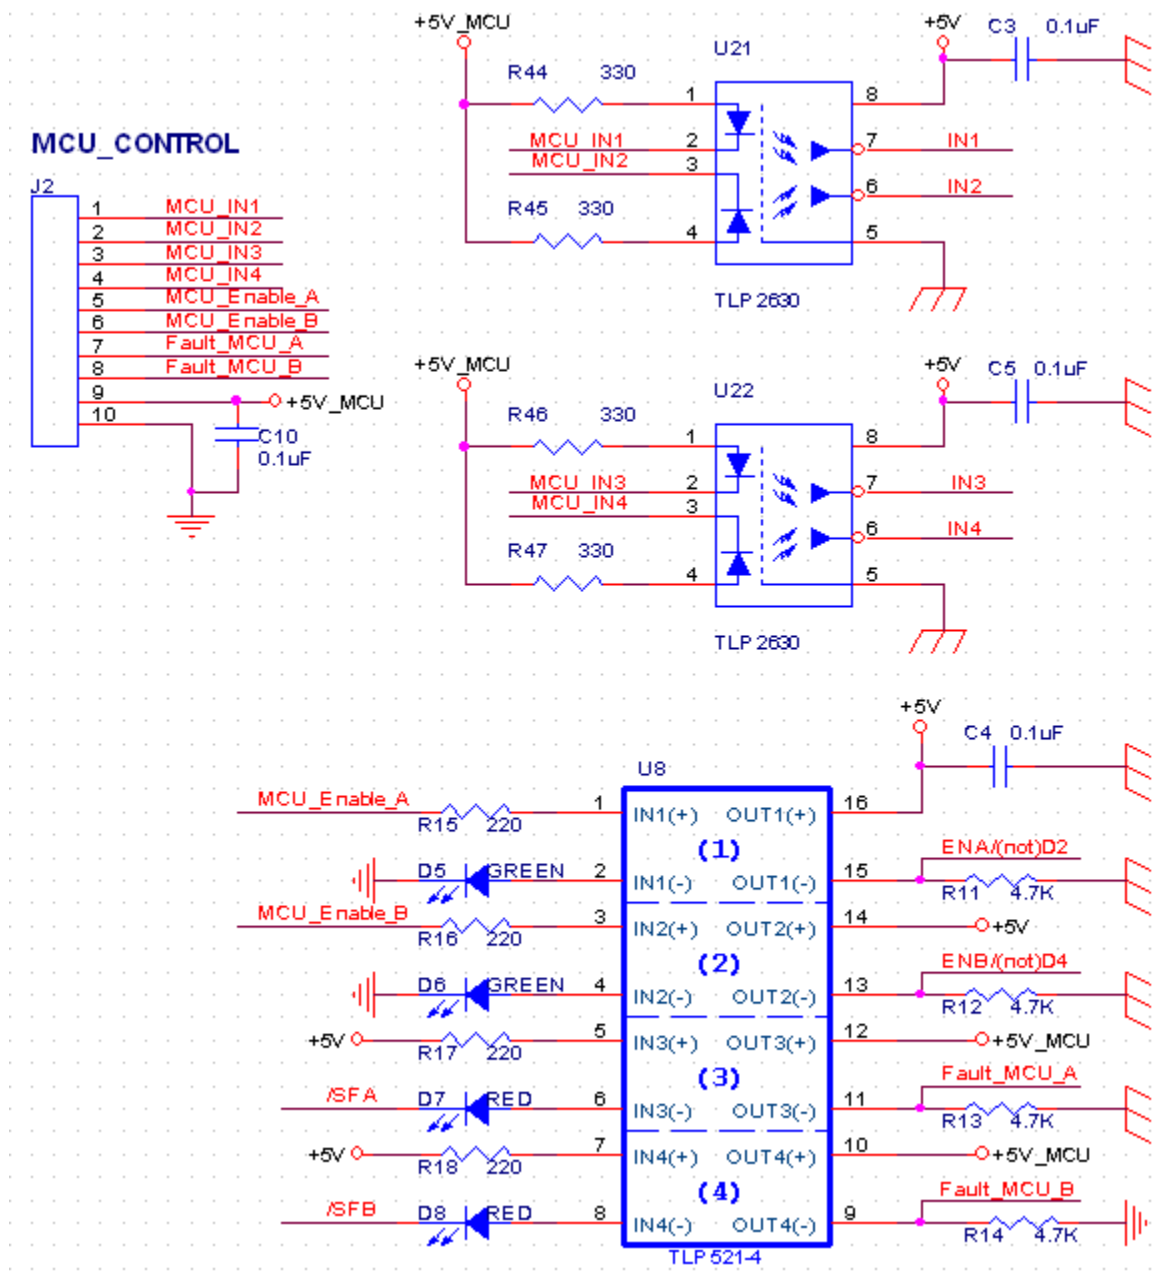 MCU_CONTROL
J2
1 MCU_IN1
2 MCU_IN2
3 MCU_IN3
4 MCU_IN4
5 MCU_Enable_A
6 MCU_Enable_B
7 Fault_MCU_A
8 Fault_MCU_B
9 +5V_MCU
10
C10
0.1uF
+5V_MCU
+5V C3 0.1uF
U21
R44 330
1 8
MCU_IN1 2 7 IN1
MCU_IN2 3 6 IN2
R45 330
4 5
TLP2630
+5V_MCU
+5V C5 0.1uF
U22
R46 330
1 8
MCU_IN3 2 7 IN3
MCU_IN4 3 6 IN4
R47 330
4 5
TLP2630
+5V
C4 0.1uF
U8
MCU_Enable_A 1 IN1(+) OUT1(+) 16
R15 220
(1)
ENA/(not)D2
D5 GREEN 2 IN1(-) OUT1(-) 15
R11 4.7K
MCU_Enable_B 3 IN2(+) OUT2(+) 14 +5V
R16 220
(2)
ENB/(not)D4
D6 GREEN 4 IN2(-) OUT2(-) 13
R12 4.7K
+5V 5 IN3(+) OUT3(+) 12 +5V_MCU
R17 220
(3)
Fault_MCU_A
/SFA D7 RED 6 IN3(-) OUT3(-) 11
R13 4.7K
+5V 7 IN4(+) OUT4(+) 10 +5V_MCU
R18 220
(4)
Fault_MCU_B
/SFB D8 RED 8 IN4(-) OUT4(-) 9
R14 4.7K
TLP521-4